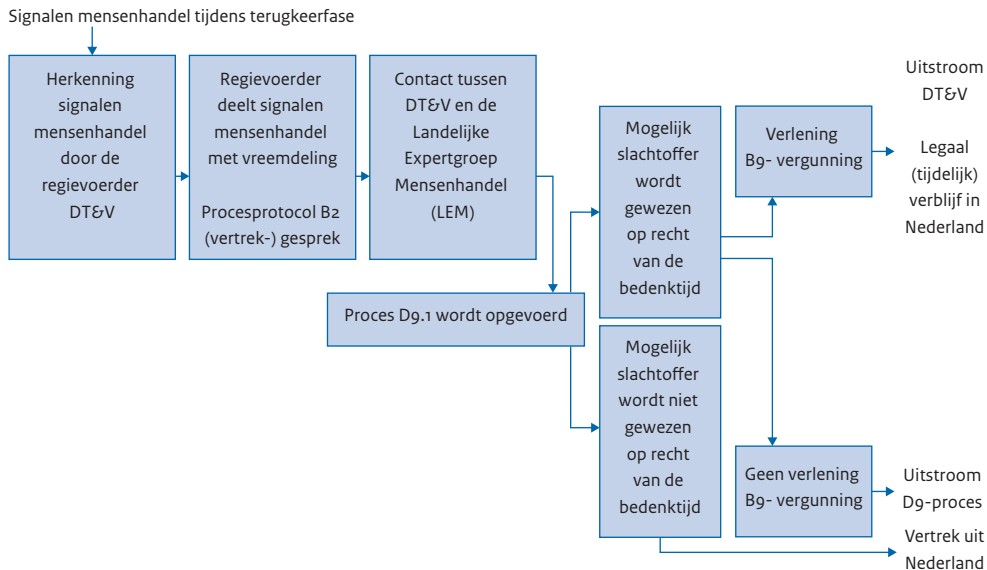 Signalen mensenhandel tijdens terugkeerfase
Herkenning
signalen
mensenhandel
door de
regievoerder
DT&V
Regievoerder
deelt signalen
mensenhandel
met vreemdeling
Procesprotocol B2
(vertrek-) gesprek
Contact tussen
DT&V en de
Landelijke
Expertgroep
Mensenhandel
(LEM)
Proces D9.1 wordt opgevoerd
Mogelijk
slachtoffer
wordt
gewezen
op recht
van de
bedenktijd
Mogelijk
slachtoffer
wordt niet
gewezen
op recht
van de
bedenktijd
Verlening
B9- vergunning
Geen verlening
B9- vergunning
Uitstroom
DT&V
Legaal
(tijdelijk)
verblijf in
Nederland
Uitstroom
D9-proces
Vertrek uit
Nederland